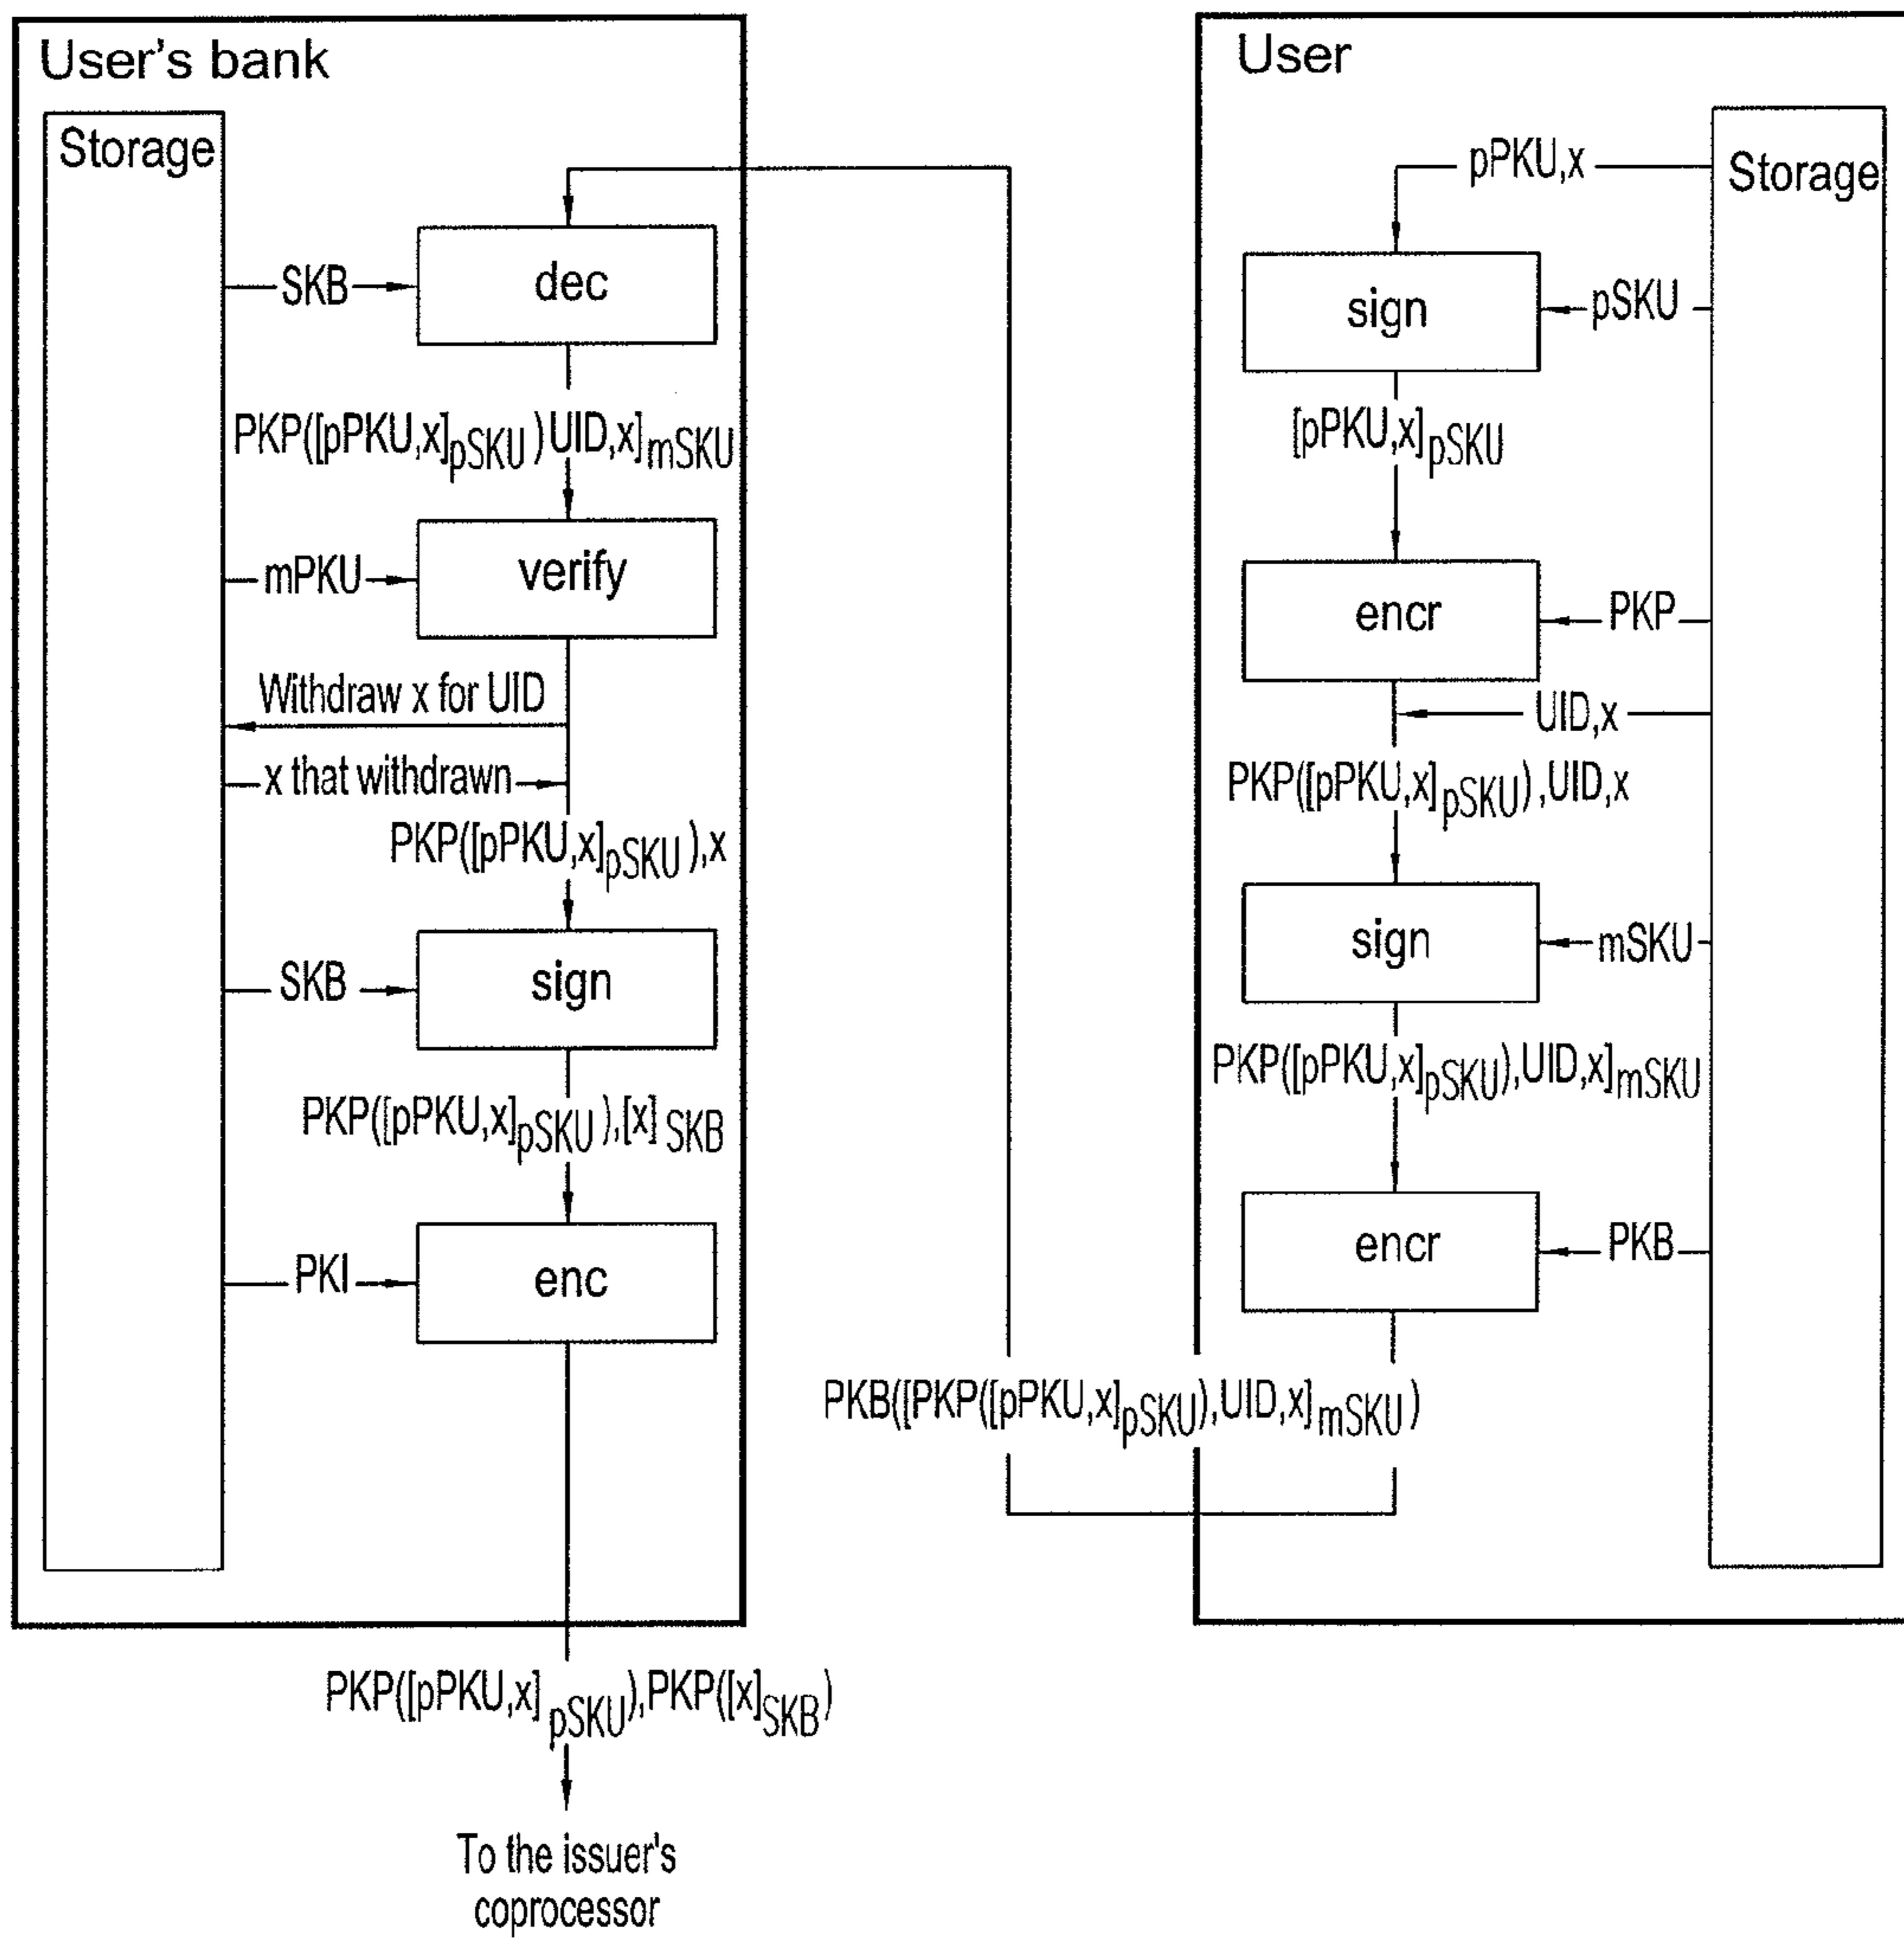 User's bank
Storage
SKB
dec
PKP([pPKU,x]pSKU)UID,x]mSKU
mPKU
verify
Withdraw x for UID
x that withdrawn
PKP([pPKU,x]pSKU),x
SKB
sign
PKP([pPKU,x]pSKU),[x]SKB
PKI
enc
PKP([pPKU,x]pSKU),PKP([x]SKB)
To the issuer's
coprocessor
PKB([PKP([pPKU,x]pSKU),UID,x]mSKU)
User
Storage
pPKU,x
sign
pSKU
[pPKU,x]pSKU
encr
PKP
UID,x
PKP([pPKU,x]pSKU),UID,x
sign
mSKU
PKP([pPKU,x]pSKU),UID,x]mSKU
encr
PKB